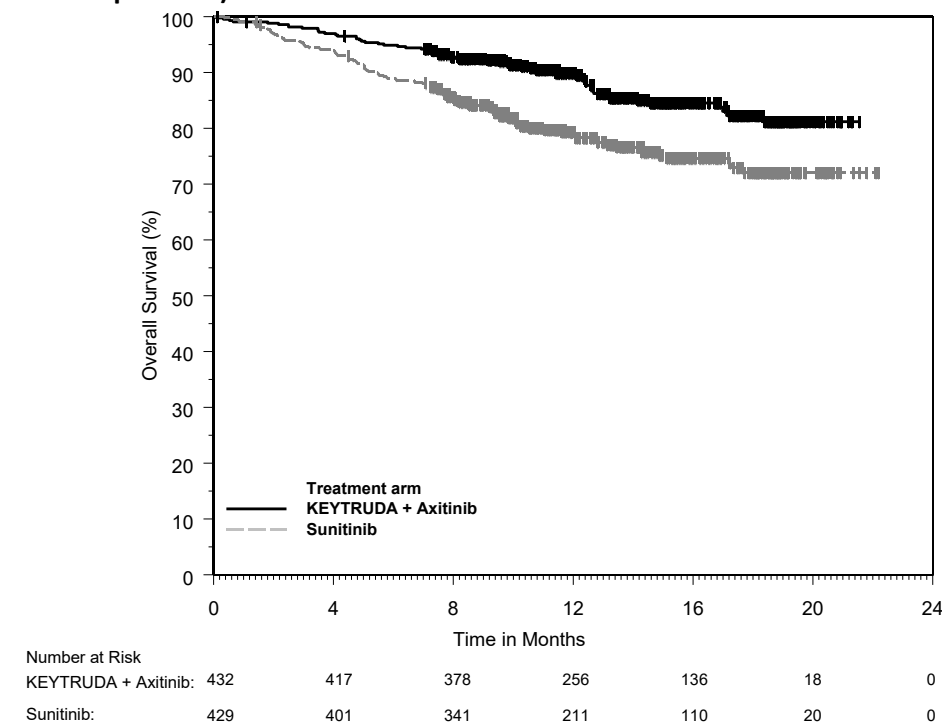 100
90
80
70
60
50
40
30
20
10
0
Overall Survival (%)
Treatment arm
KEYTRUDA + Axitinib
Sunitinib
0 4 8 12 16 20 24
Time in Months
Number at Risk
KEYTRUDA + Axitinib: 432 417 378 256 136 18 0
Sunitinib: 429 401 341 211 110 20 0